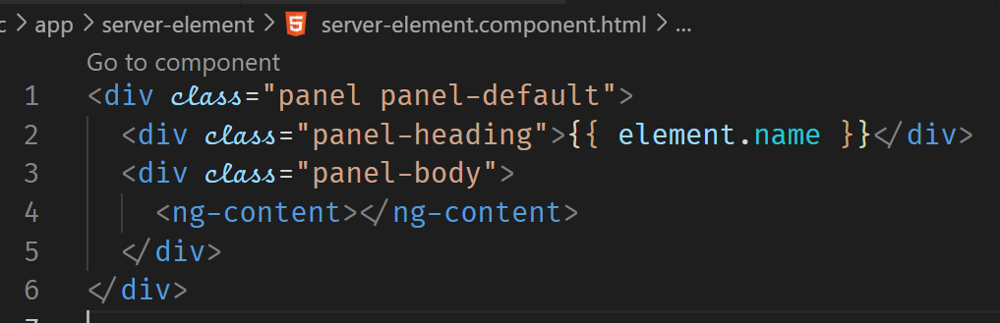 c > app > server-element > 5 server-element.component.html > ...
Go to component
1 <div class="panel panel-default">
2 <div class="panel-heading">{{ element.name }}</div>
3 <div class="panel-body">
4 <ng-content></ng-content>
5 </div>
6 </div>
7